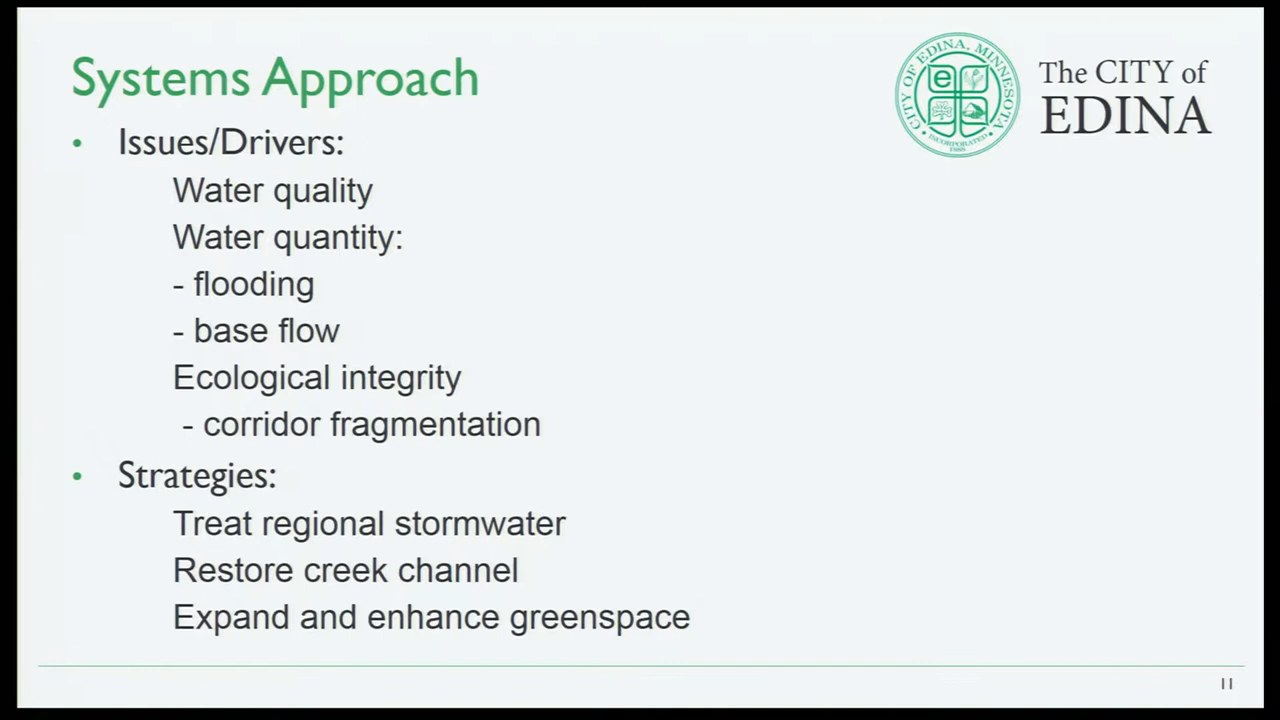 Systems Approach
CITY OF EDINA, MINNESOTA
e
INCORPORATED
1888
The CITY of
EDINA
• Issues/Drivers:
Water quality
Water quantity:
- flooding
- base flow
Ecological integrity
- corridor fragmentation
• Strategies:
Treat regional stormwater
Restore creek channel
Expand and enhance greenspace
11